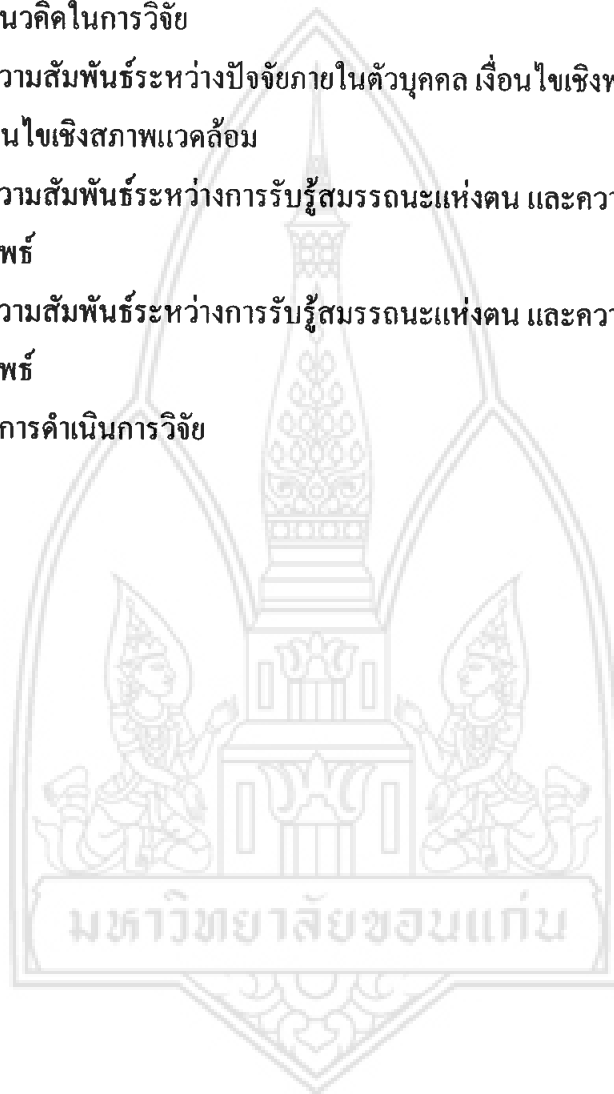 นวคิดในการวิจัย
วามสัมพันธ์ระหว่างปัจจัยภายในตัวบุคคล เงื่อนไขเชิงพ
นไขเชิงสภาพแวดล้อม
วามสัมพันธ์ระหว่างการรับรู้สมรรถนะแห่งตน และควา
พธ์
วามสัมพันธ์ระหว่างการรับรู้สมรรถนะแห่งตน และควา
พธ์
การดำเนินการวิจัย
มหาวิทยาลัยขอนแก่น